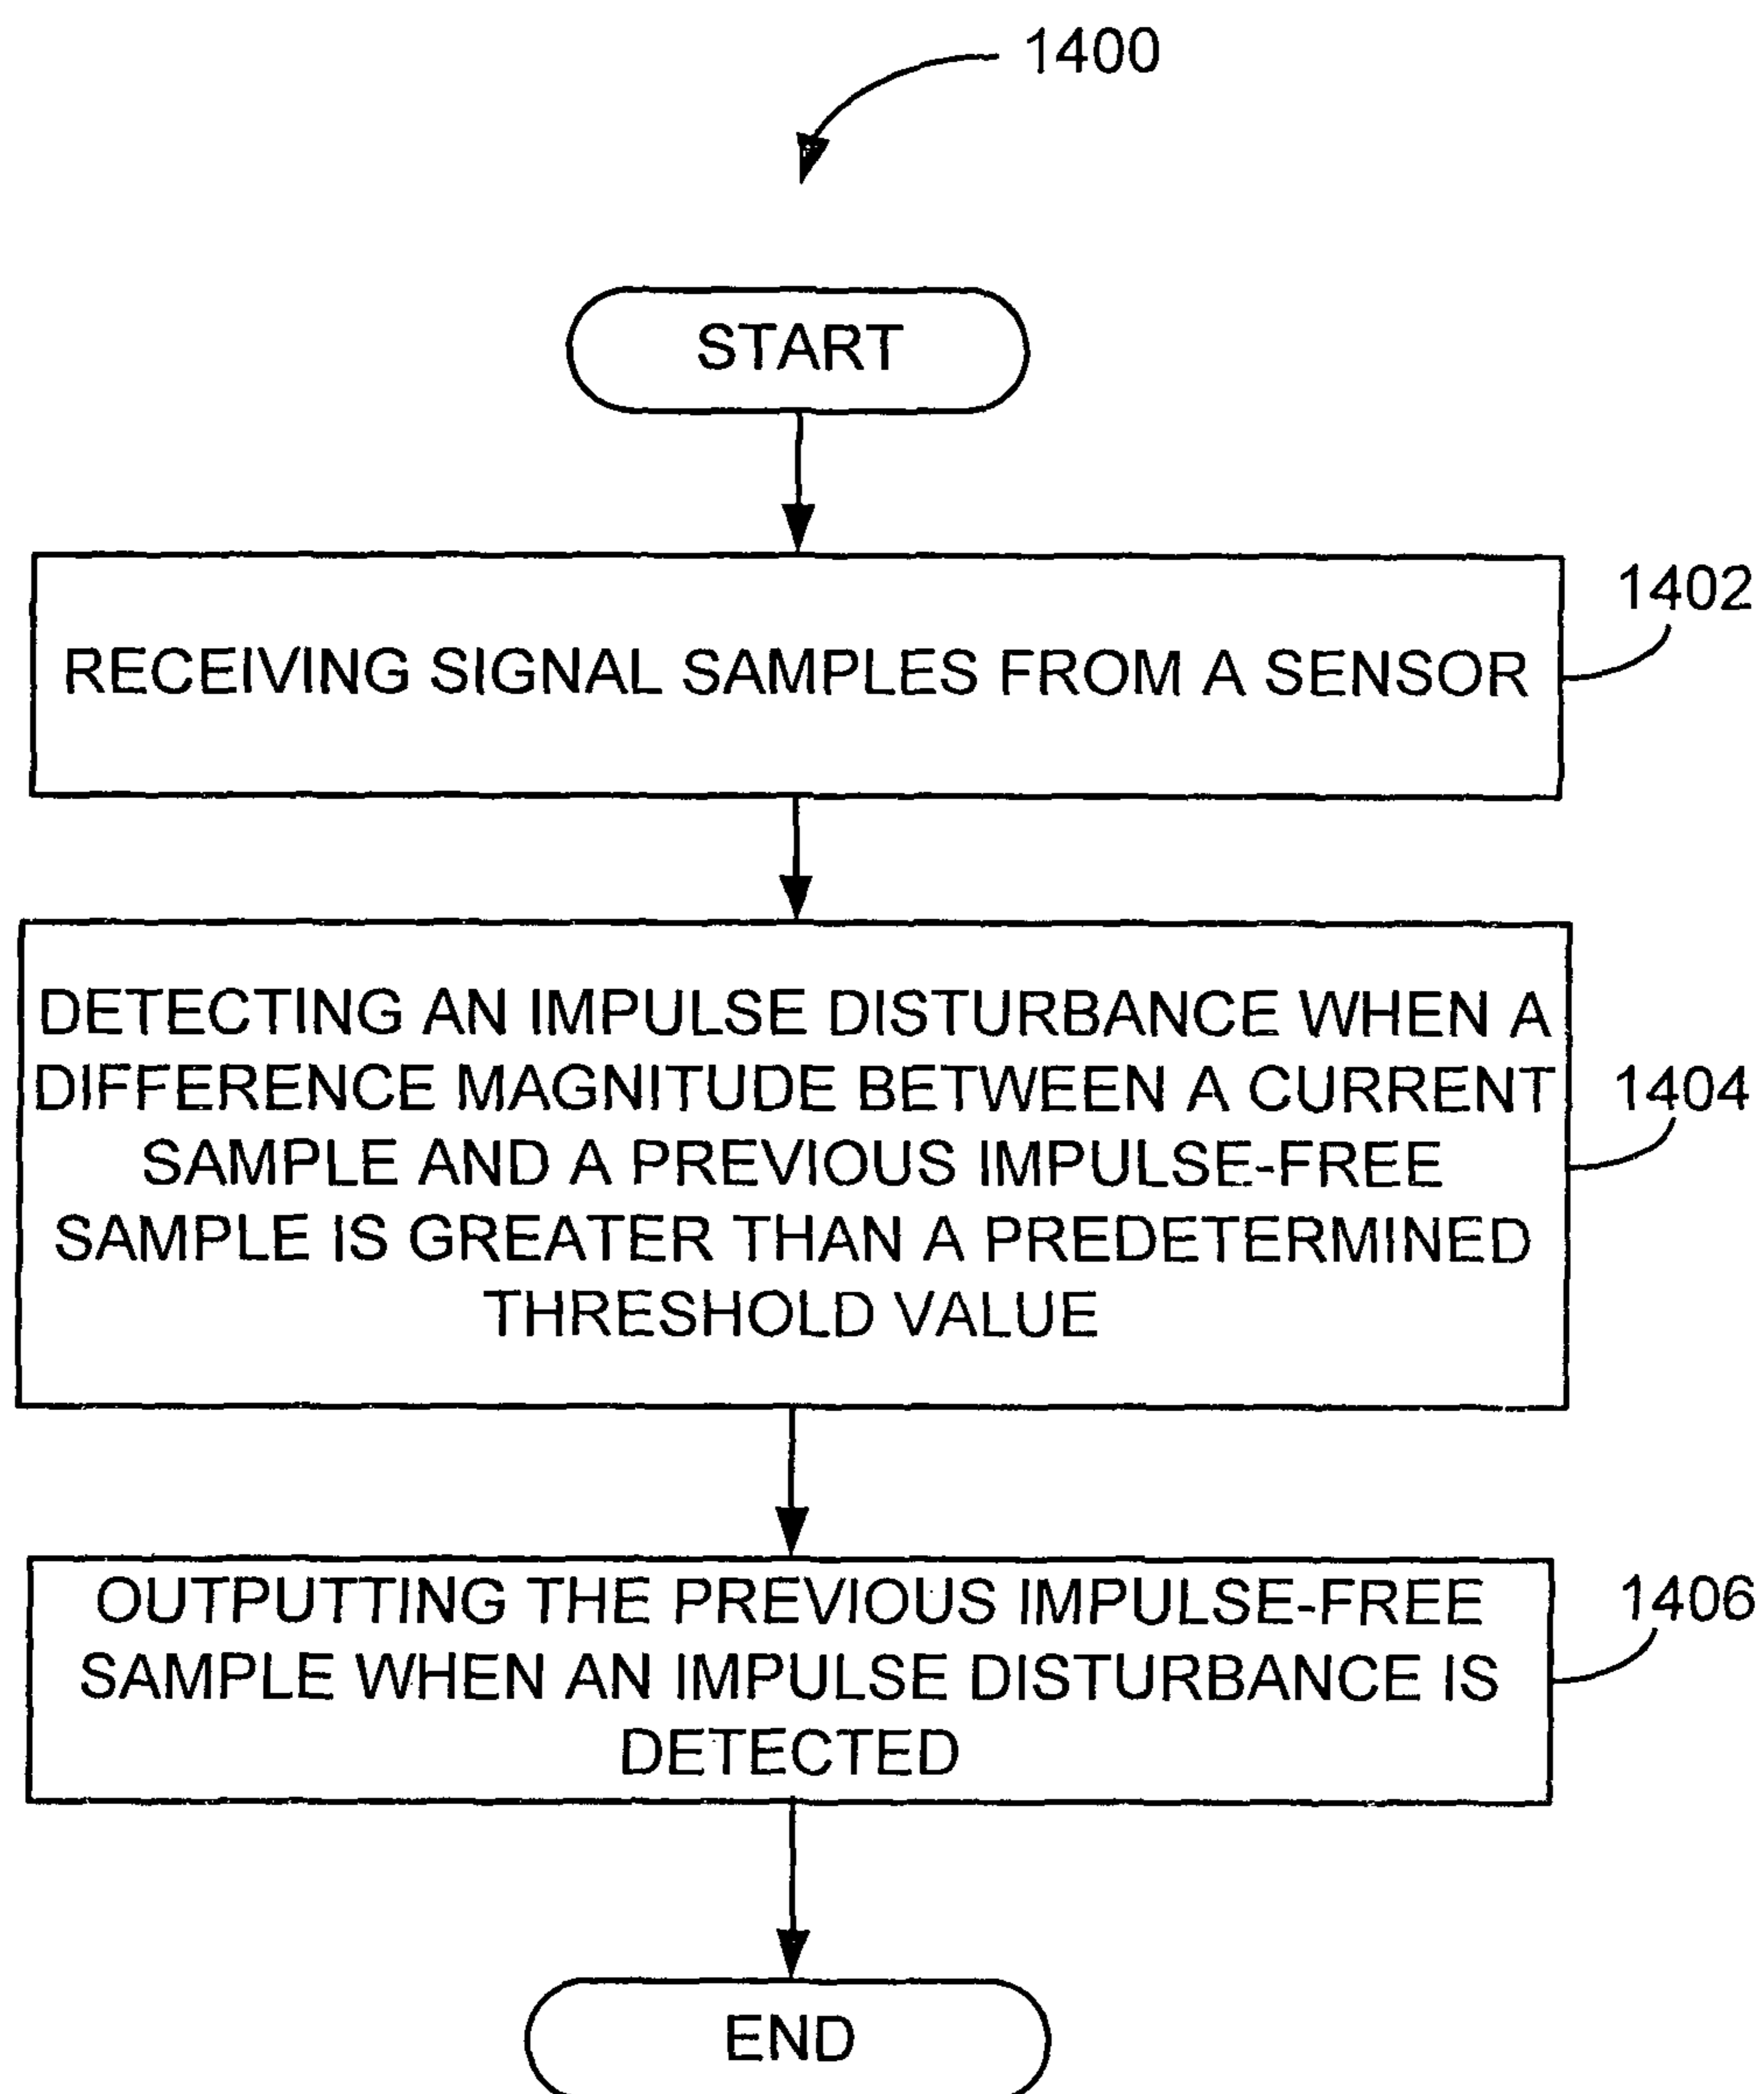 1400
START
RECEIVING SIGNAL SAMPLES FROM A SENSOR
1402
DETECTING AN IMPULSE DISTURBANCE WHEN A
DIFFERENCE MAGNITUDE BETWEEN A CURRENT
SAMPLE AND A PREVIOUS IMPULSE-FREE
SAMPLE IS GREATER THAN A PREDETERMINED
THRESHOLD VALUE
1404
OUTPUTTING THE PREVIOUS IMPULSE-FREE
SAMPLE WHEN AN IMPULSE DISTURBANCE IS
DETECTED
1406
END